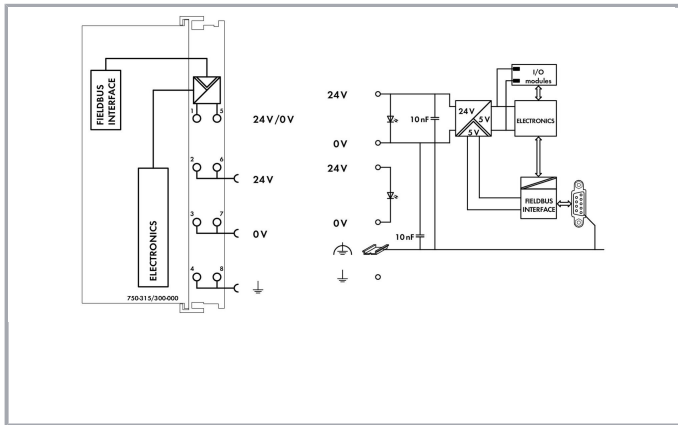 FIELDBUS
INTERFACE
ELECTRONICS
1 5
24V/0V
2 6
24V
3 7
0V
4 8
750-315/300-000
24V
10nF
0V
24V
0V
10nF
24V
5V
5V
I/O
modules
ELECTRONICS
FIELDBUS
INTERFACE